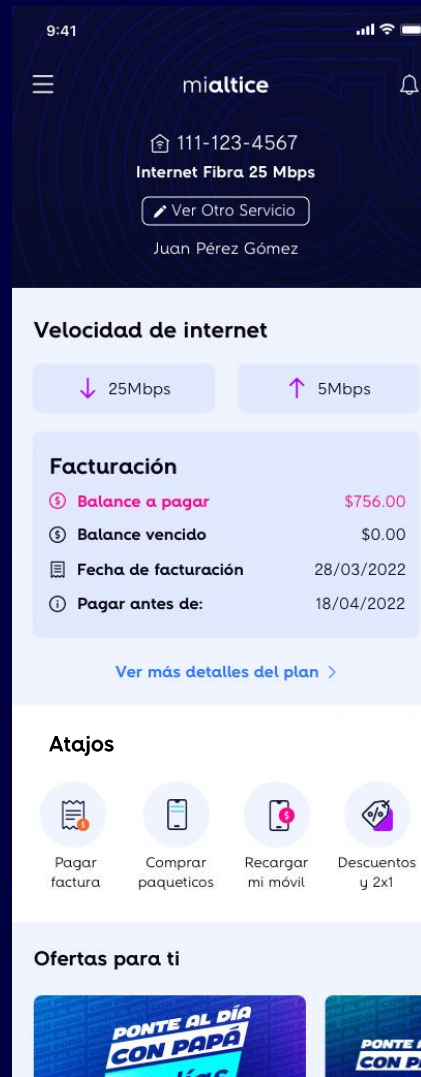 9:41
mialtice
111-123-4567
Internet Fibra 25 Mbps
Ver Otro Servicio
Juan Pérez Gómez
Velocidad de internet
25Mbps
5Mbps
Facturación
Balance a pagar $756.00
Balance vencido $0.00
Fecha de facturación 28/03/2022
Pagar antes de: 18/04/2022
Ver más detalles del plan
Atajos
Pagar factura
Comprar paqueticos
Recargar mi móvil
Descuentos y 2x1
Ofertas para ti
PONTE AL DÍA
CON PAPÁ
PONTE
CON